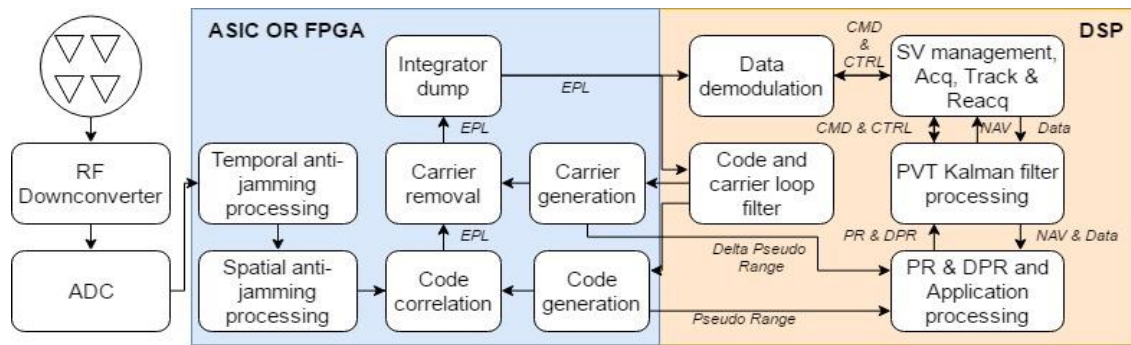 ASIC OR FPGA
DSP
Integrator
dump
EPL
Data
demodulation
CMD
&
CTRL
SV management,
Acq, Track &
Reacq
EPL
CMD & CTRL
NAV
Data
RF
Downconverter
Temporal anti-
jamming
processing
Carrier
removal
Carrier
generation
Code and
carrier loop
filter
PVT Kalman filter
processing
EPL
Delta Pseudo
Range
PR & DPR
NAV & Data
ADC
Spatial anti-
jamming
processing
Code
correlation
Code
generation
Pseudo Range
PR & DPR and
Application
processing